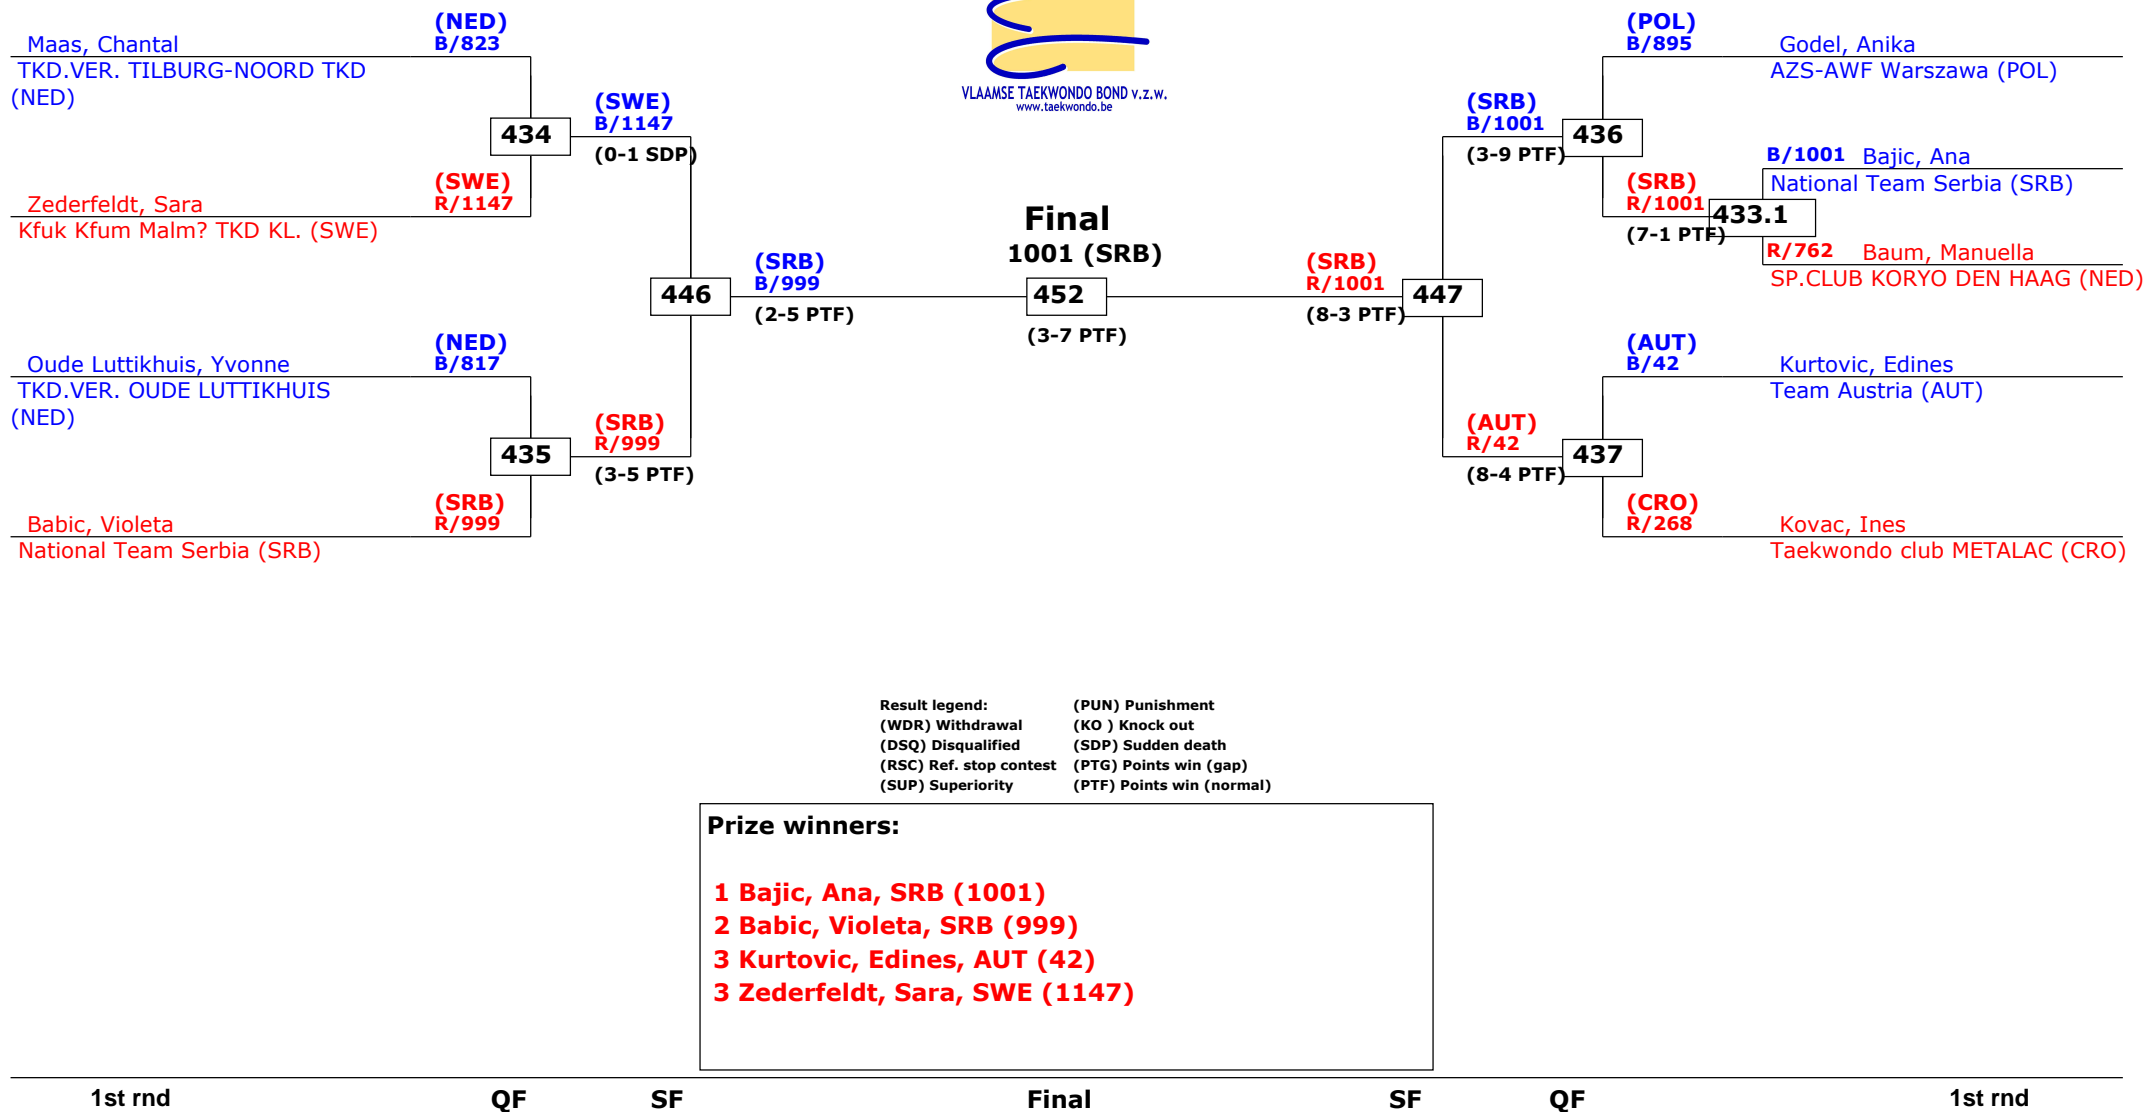 VLAAMSE TAEKWONDO BOND v.z.w.
www.taekwondo.be
(NED)
B/823
Maas, Chantal
TKD.VER. TILBURG-NOORD TKD
(NED)
434
(SWE)
B/1147
(0-1 SDP)
(SWE)
R/1147
Zederfeldt, Sara
Kfuk Kfum Malm? TKD KL. (SWE)
446
(SRB)
B/999
(2-5 PTF)
(NED)
B/817
Oude Luttikhuis, Yvonne
TKD.VER. OUDE LUTTIKHUIS
(NED)
435
(SRB)
R/999
(3-5 PTF)
(SRB)
R/999
Babic, Violeta
National Team Serbia (SRB)
Final
1001 (SRB)
452
(3-7 PTF)
(SRB)
R/1001
(8-3 PTF)
447
(SRB)
B/1001
(3-9 PTF)
436
(POL)
B/895
Godel, Anika
AZS-AWF Warszawa (POL)
B/1001 Bajic, Ana
National Team Serbia (SRB)
(SRB)
R/1001
(7-1 PTF)
433.1
R/762 Baum, Manuella
SP.CLUB KORYO DEN HAAG (NED)
(AUT)
B/42
Kurtovic, Edines
Team Austria (AUT)
(AUT)
R/42
(8-4 PTF)
437
(CRO)
R/268
Kovac, Ines
Taekwondo club METALAC (CRO)
Result legend: (PUN) Punishment
(WDR) Withdrawal (KO ) Knock out
(DSQ) Disqualified (SDP) Sudden death
(RSC) Ref. stop contest (PTG) Points win (gap)
(SUP) Superiority (PTF) Points win (normal)
Prize winners:
1 Bajic, Ana, SRB (1001)
2 Babic, Violeta, SRB (999)
3 Kurtovic, Edines, AUT (42)
3 Zederfeldt, Sara, SWE (1147)
1st rnd QF SF Final SF QF 1st rnd